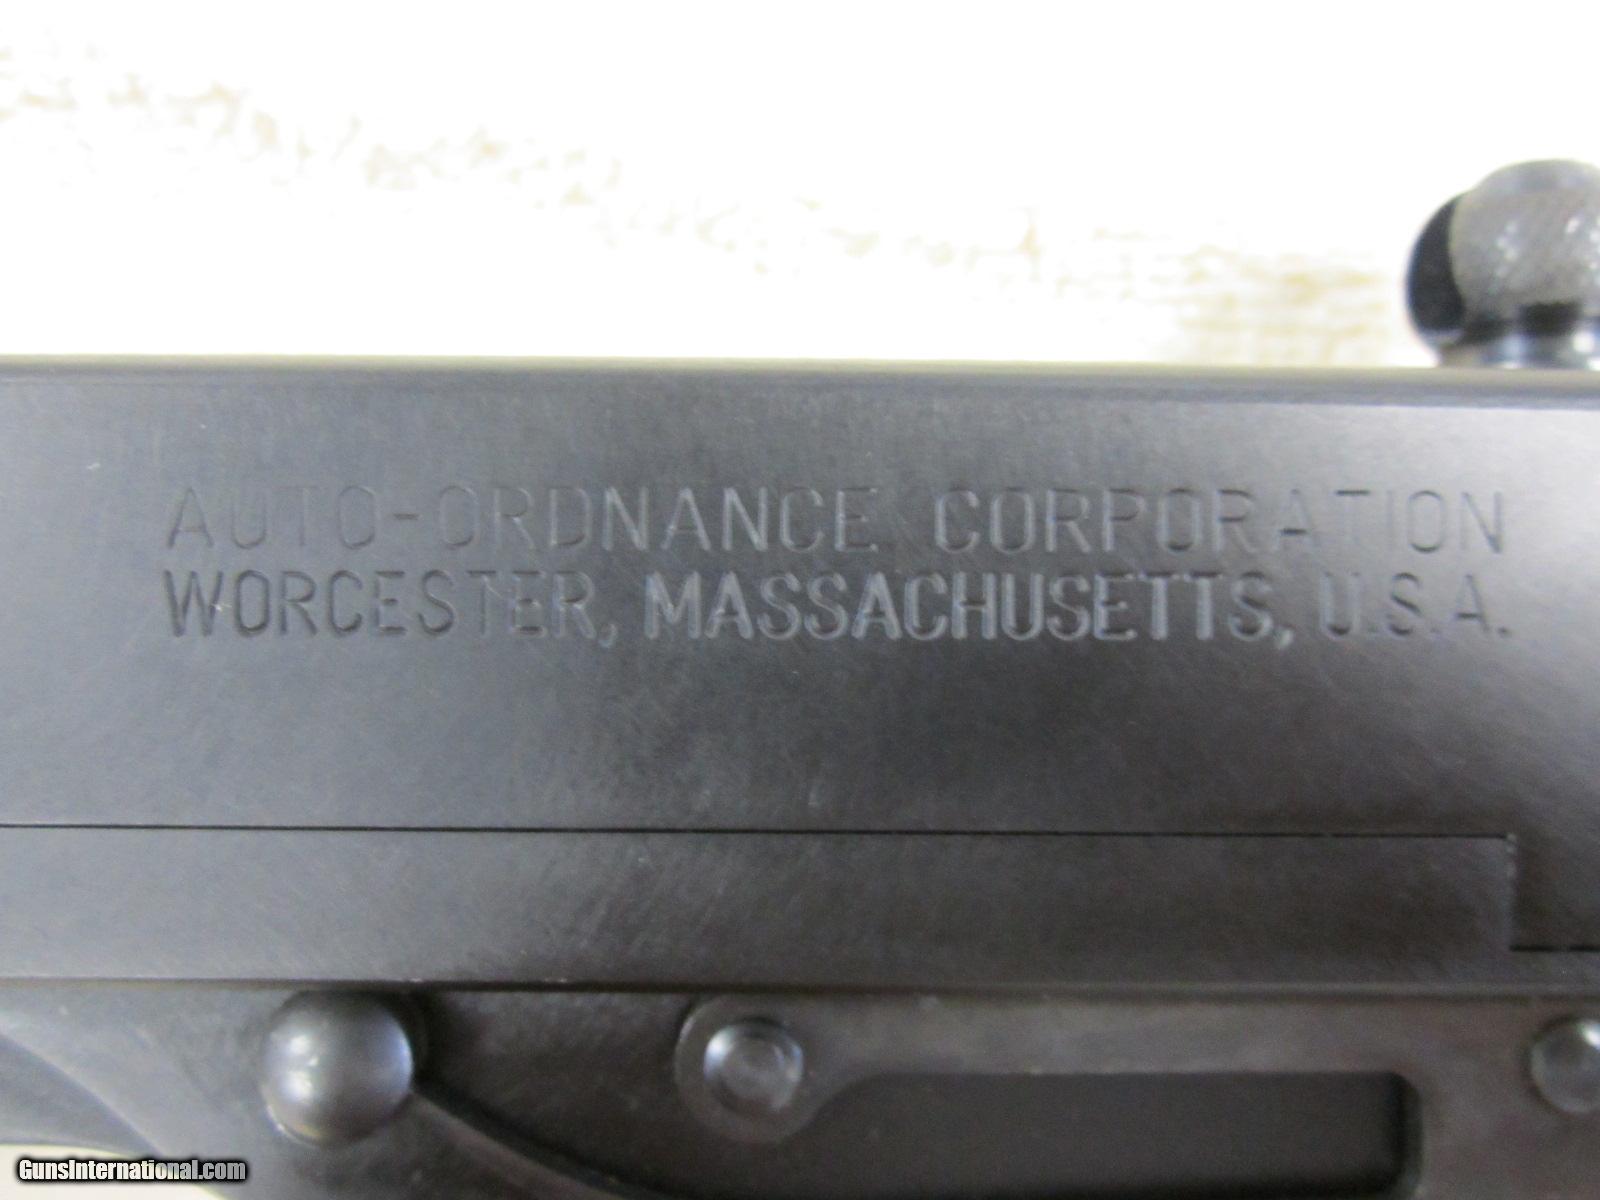 AUTO-ORDNANCE CORPORATION
WORCESTER, MASSACHUSETTS, U.S.A.
GunsInternational.com